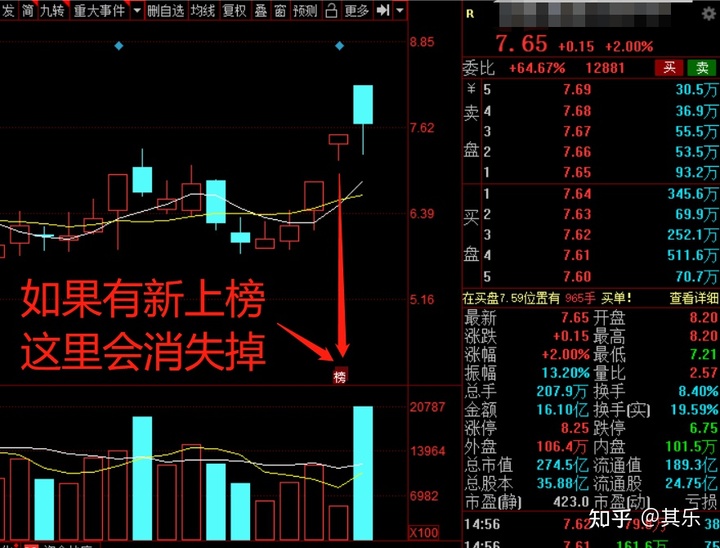 发 简 九转 重大事件 删自选 均线 复权 叠 窗 预测 更多
R
8.85
7.62
6.39
5.16
如果有新上榜
这里会消失掉
榜
20787
13964
6982
X100
7.65 +0.15 +2.00%
委比 +64.67% 12881 买 卖
¥
卖盘
5 7.69 30.5万
4 7.68 36.9万
3 7.67 55.5万
2 7.66 53.5万
1 7.65 93.2万
买盘
1 7.64 345.6万
2 7.63 69.9万
3 7.62 252.1万
4 7.61 511.6万
5 7.60 70.7万
在买盘7.59位置有 965手 买单! 查看详细
最新 7.65 开盘 8.20
涨跌 +0.15 最高 8.20
涨幅 +2.00% 最低 7.21
振幅 13.20% 量比 2.57
总手 207.9万 换手 8.40%
金额 16.10亿 换手(实) 19.59%
涨停 8.25 跌停 6.75
外盘 106.4万 内盘 101.5万
总市值 274.5亿 流通值 189.3亿
总股本 35.88亿 流通股 24.75亿
市盈(静) 423.0 市盈(动) 亏损
14:56 7.62 38
14:56 7.61 161.6万 75
知乎 @其乐